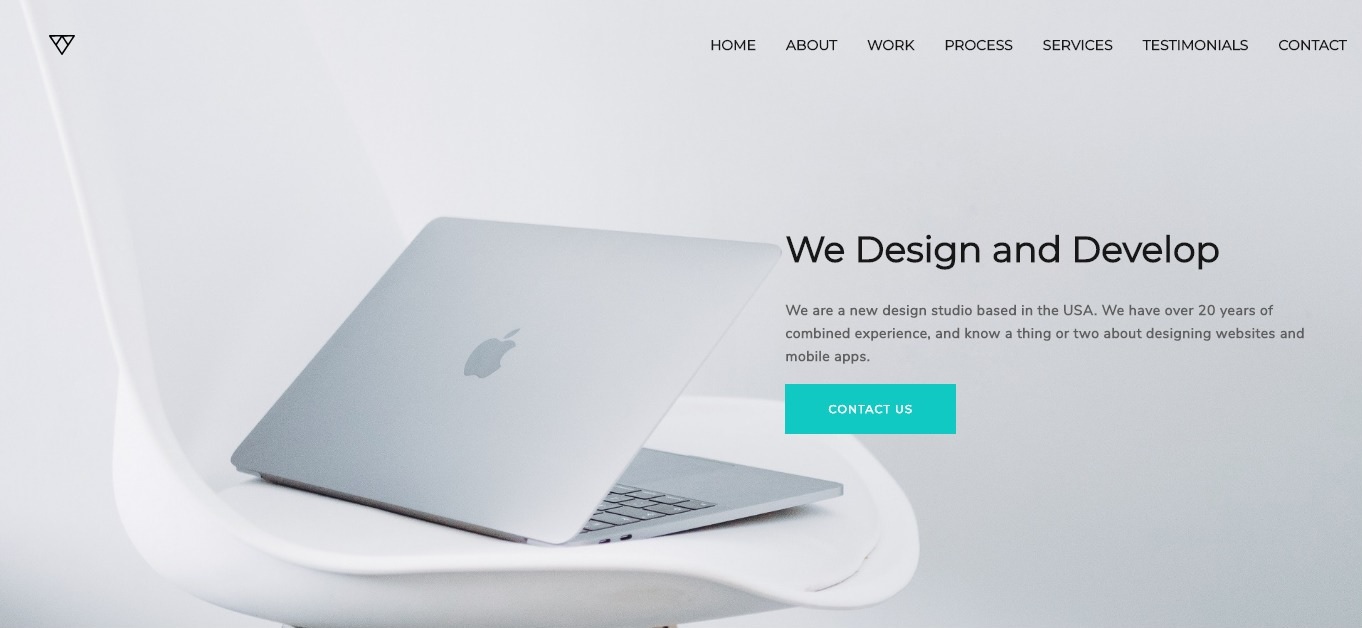 HOME ABOUT WORK PROCESS SERVICES TESTIMONIALS CONTACT
We Design and Develop
We are a new design studio based in the USA. We have over 20 years of
combined experience, and know a thing or two about designing websites and
mobile apps.
CONTACT US